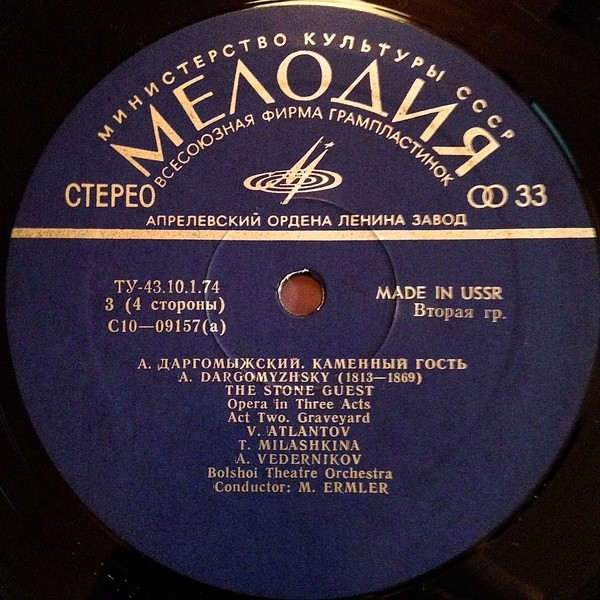 МИНИСТЕРСТВО КУЛЬТУРЫ СССР
МЕЛОДИЯ
ВСЕСОЮЗНАЯ ФИРМА ГРАМПЛАСТИНОК
СТЕРЕО
33
АПРЕЛЕВСКИЙ ОРДЕНА ЛЕНИНА ЗАВОД
ТУ-43.10.1.74
3 (4 стороны)
С10—09157(а)
MADE IN USSR
Вторая гр.
А. ДАРГОМЫЖСКИЙ. КАМЕННЫЙ ГОСТЬ
A. DARGOMYZHSKY (1813—1869)
THE STONE GUEST
Opera in Three Acts
Act Two. Graveyard
V. ATLANTOV
T. MILASHKINA
A. VEDERNIKOV
Bolshoi Theatre Orchestra
Conductor: M. ERMLER